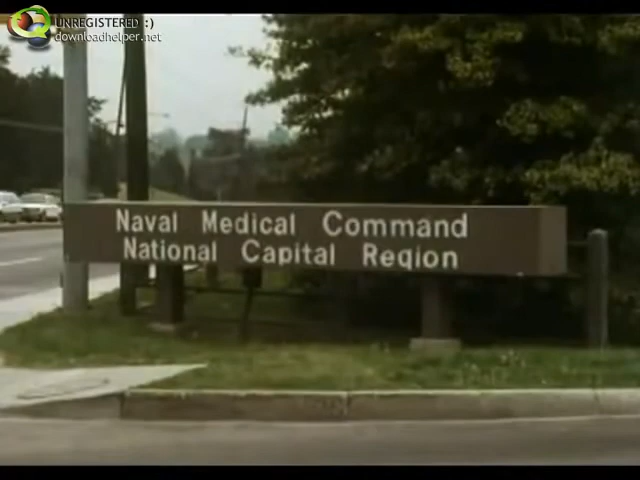 UNREGISTERED :)
downloadhelper.net
Naval Medical Command
National Capital Region